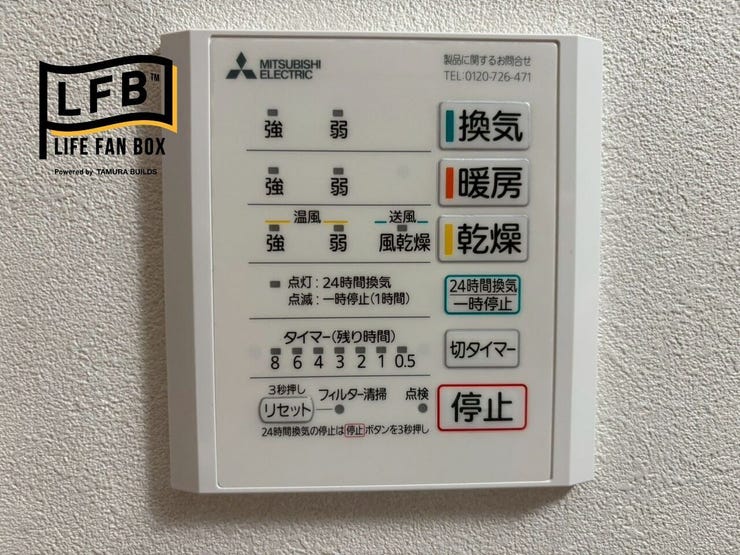 LFB™
LIFE FAN BOX
Powered by TAMURA BUILDS
MITSUBISHI
ELECTRIC
製品に関するお問合せ
TEL:0120-726-471
強 弱 換気
強 弱 暖房
温風 送風
強 弱 風乾燥 乾燥
点灯:24時間換気
点滅:一時停止(1時間)
24時間換気
一時停止
タイマー(残り時間)
8 6 4 3 2 1 0.5
切タイマー
3秒押し
リセット フィルター清掃 点検
停止
24時間換気の停止は停止ボタンを3秒押し